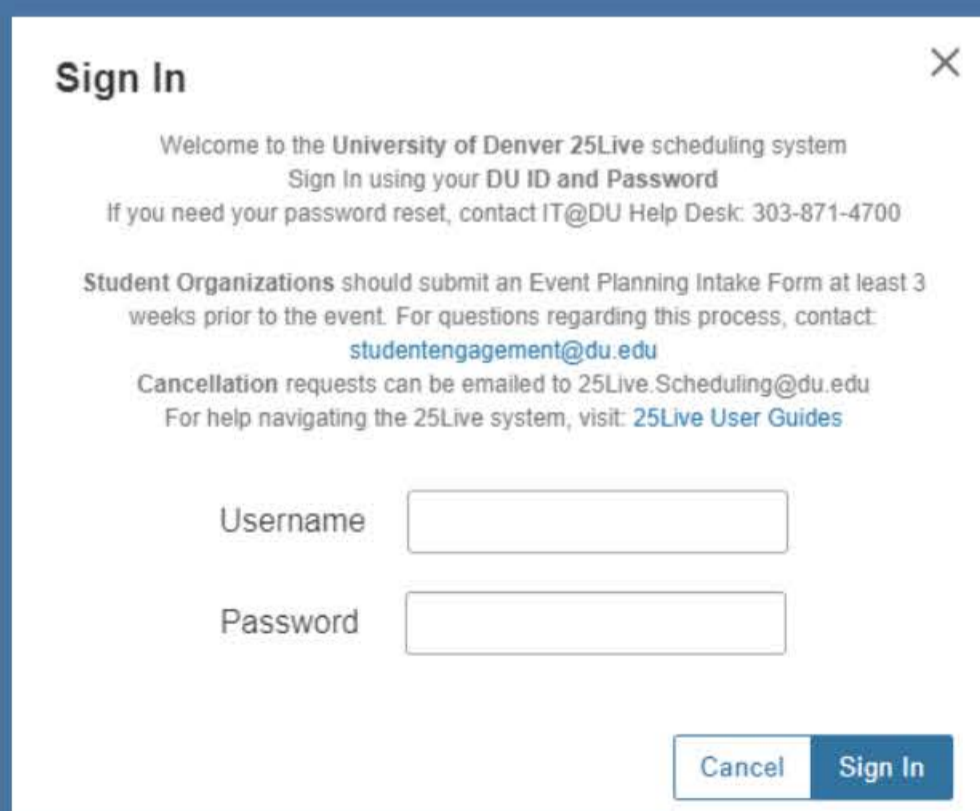 Sign In
Welcome to the University of Denver 25Live scheduling system
Sign In using your DU ID and Password
If you need your password reset, contact IT@DU Help Desk: 303-871-4700
Student Organizations should submit an Event Planning Intake Form at least 3
weeks prior to the event. For questions regarding this process, contact:
studentengagement@du.edu
Cancellation requests can be emailed to 25Live.Scheduling@du.edu
For help navigating the 25Live system, visit: 25Live User Guides
Username
Password
Cancel Sign In